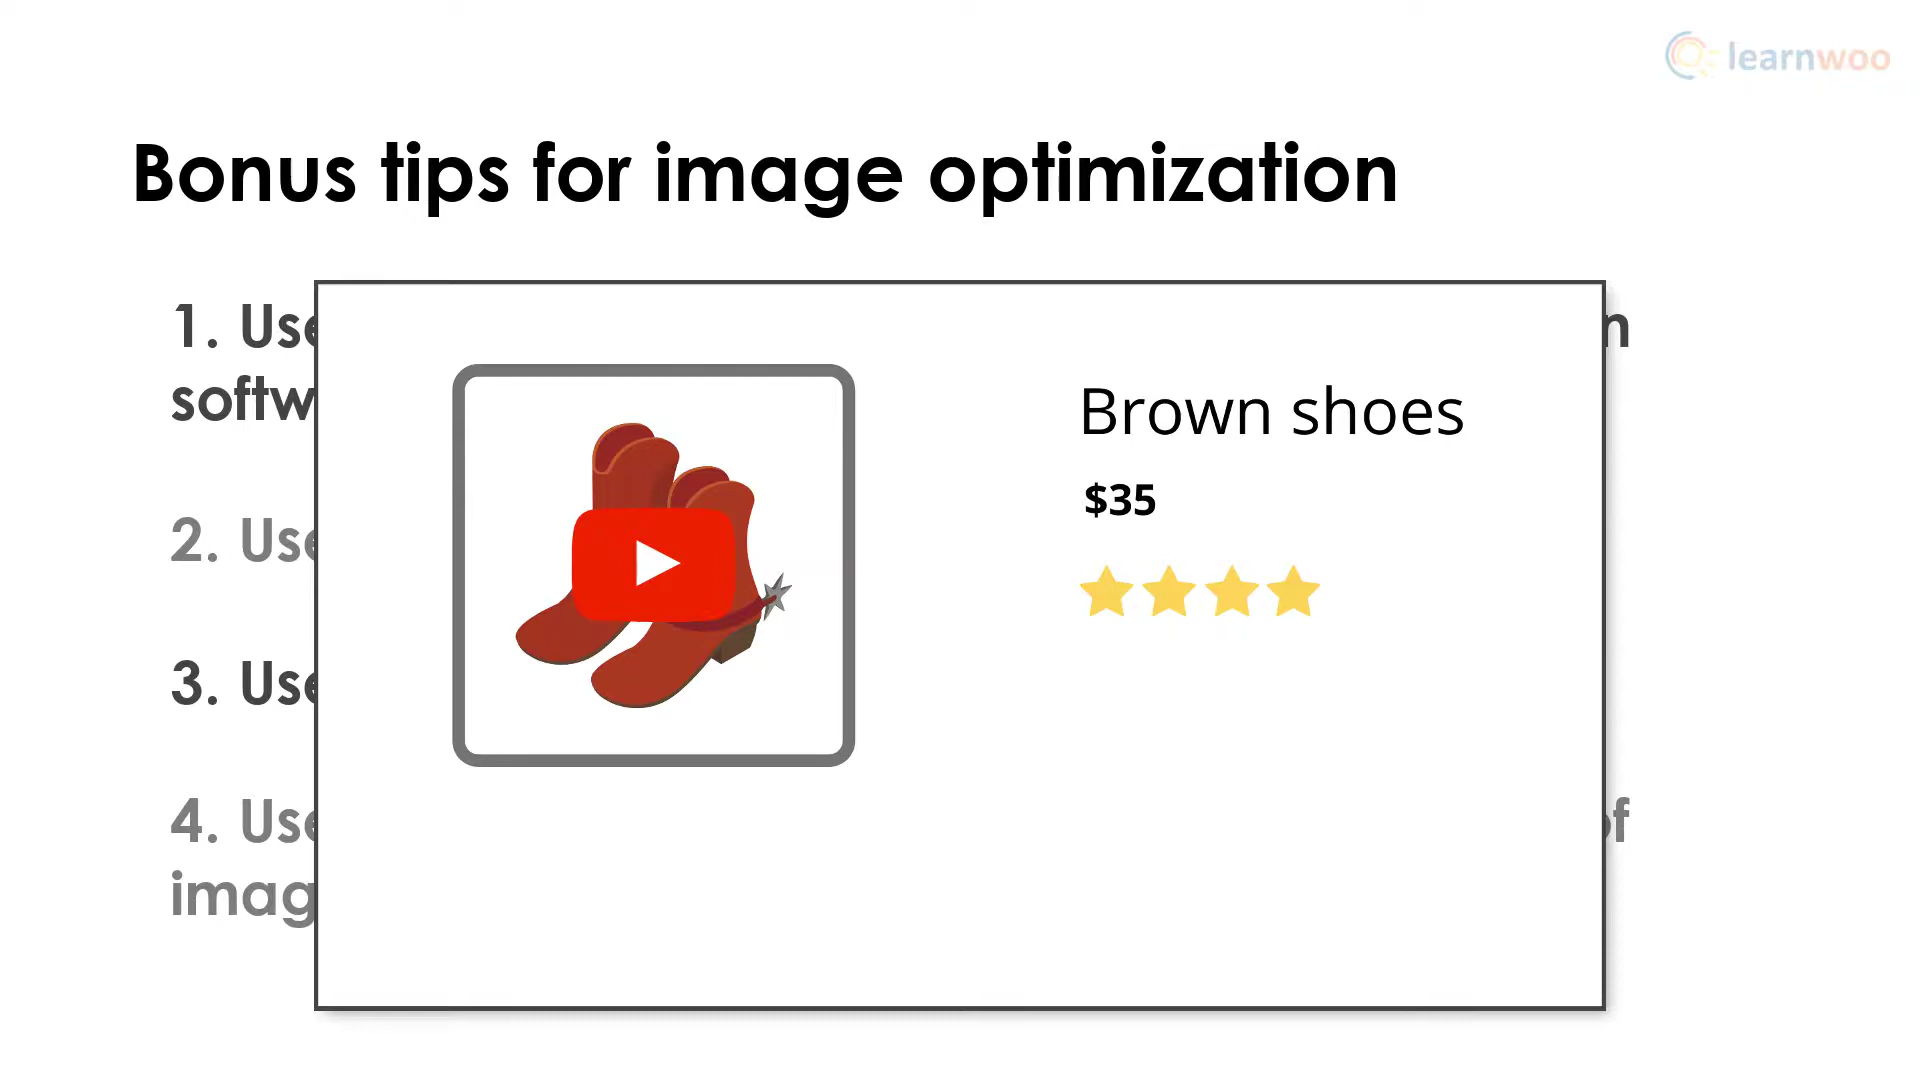 learnwoo
Bonus tips for image optimization
1. Use
softw
2. Use
3. Use
4. Use of
imag
Brown shoes
$35